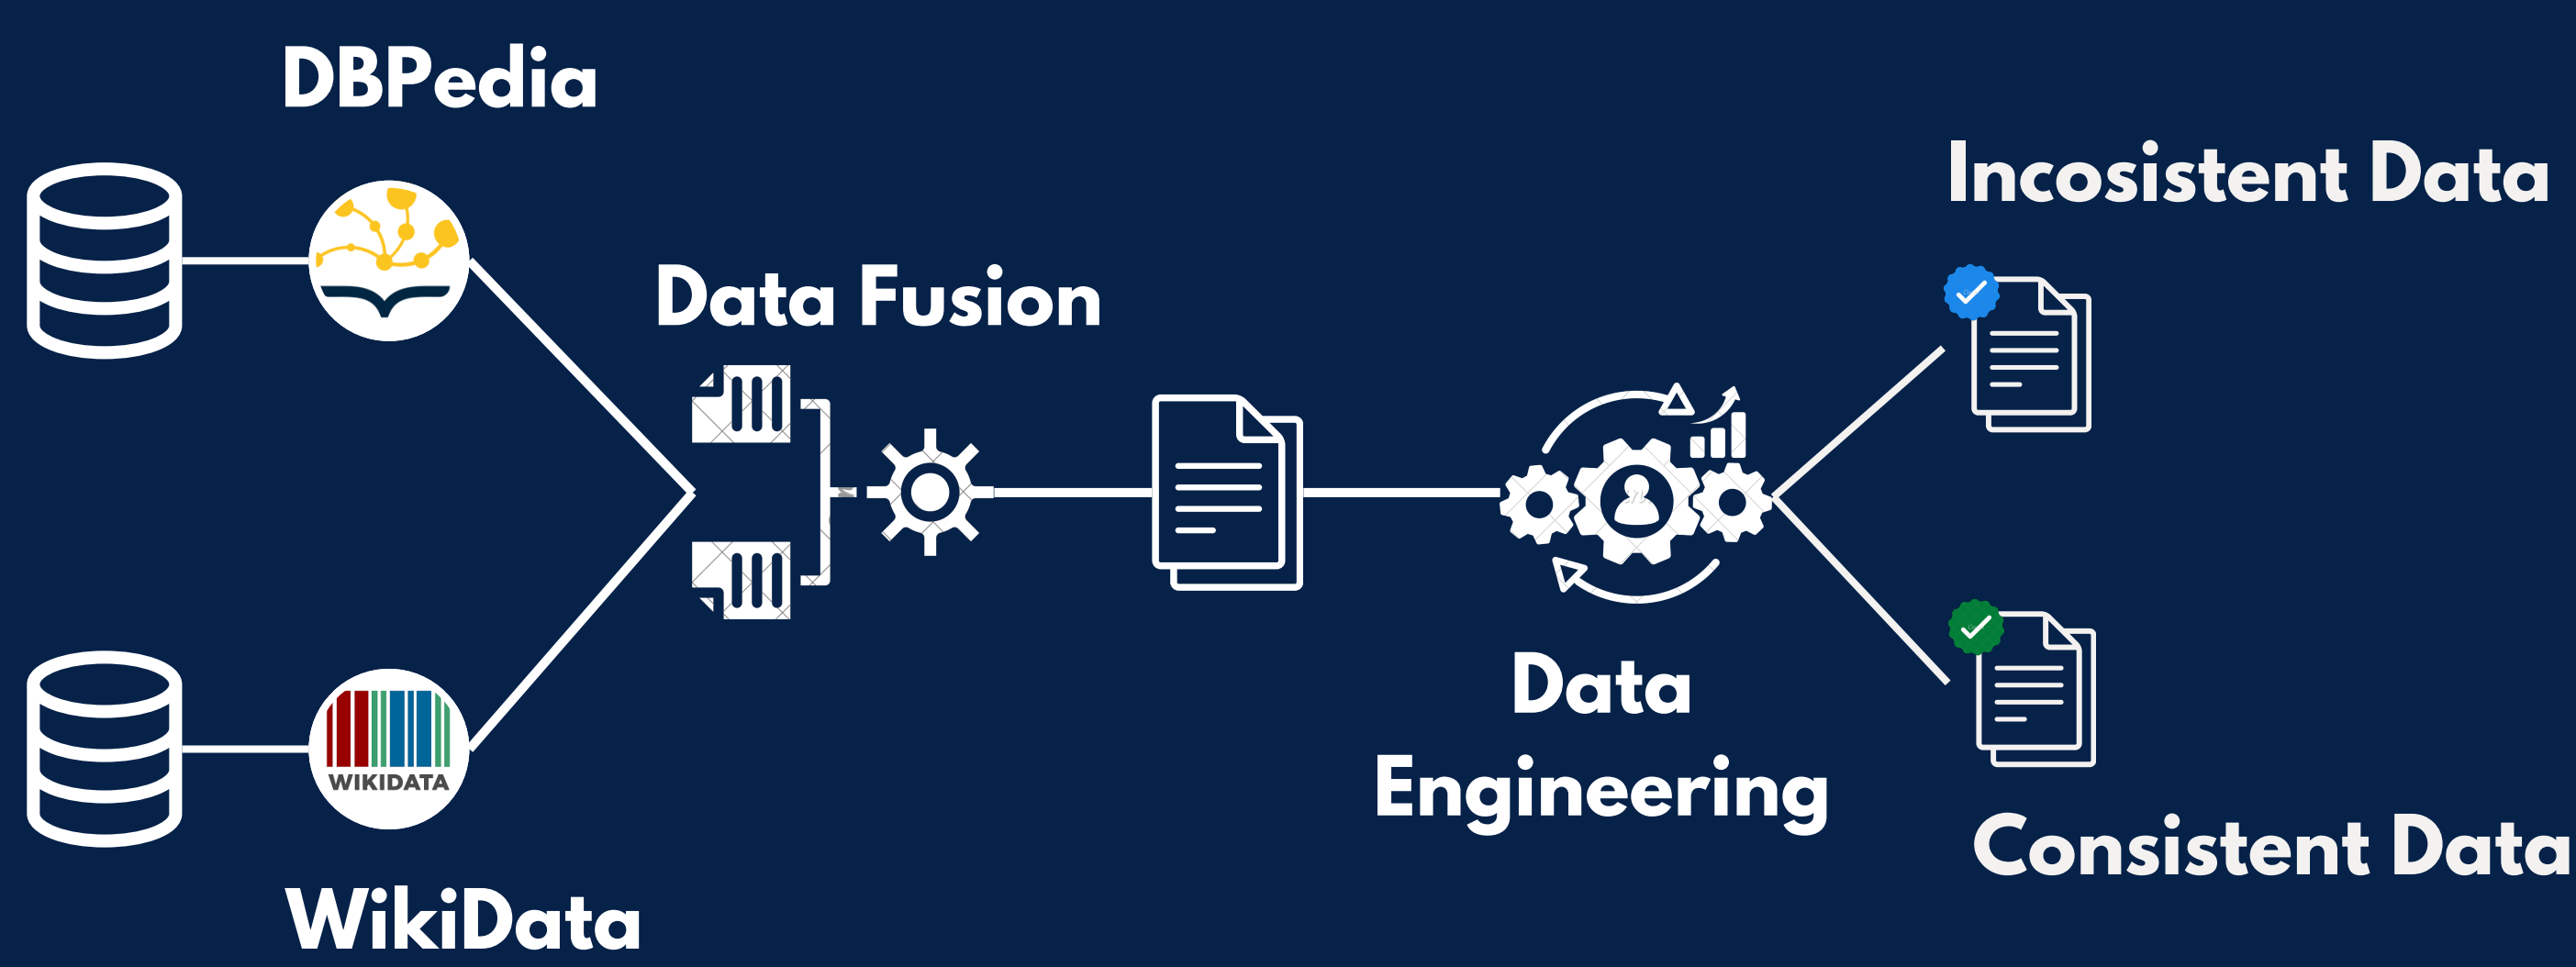 DBPedia
Incosistent Data
Data Fusion
WIKIDATA
Data
Engineering
Consistent Data
WikiData